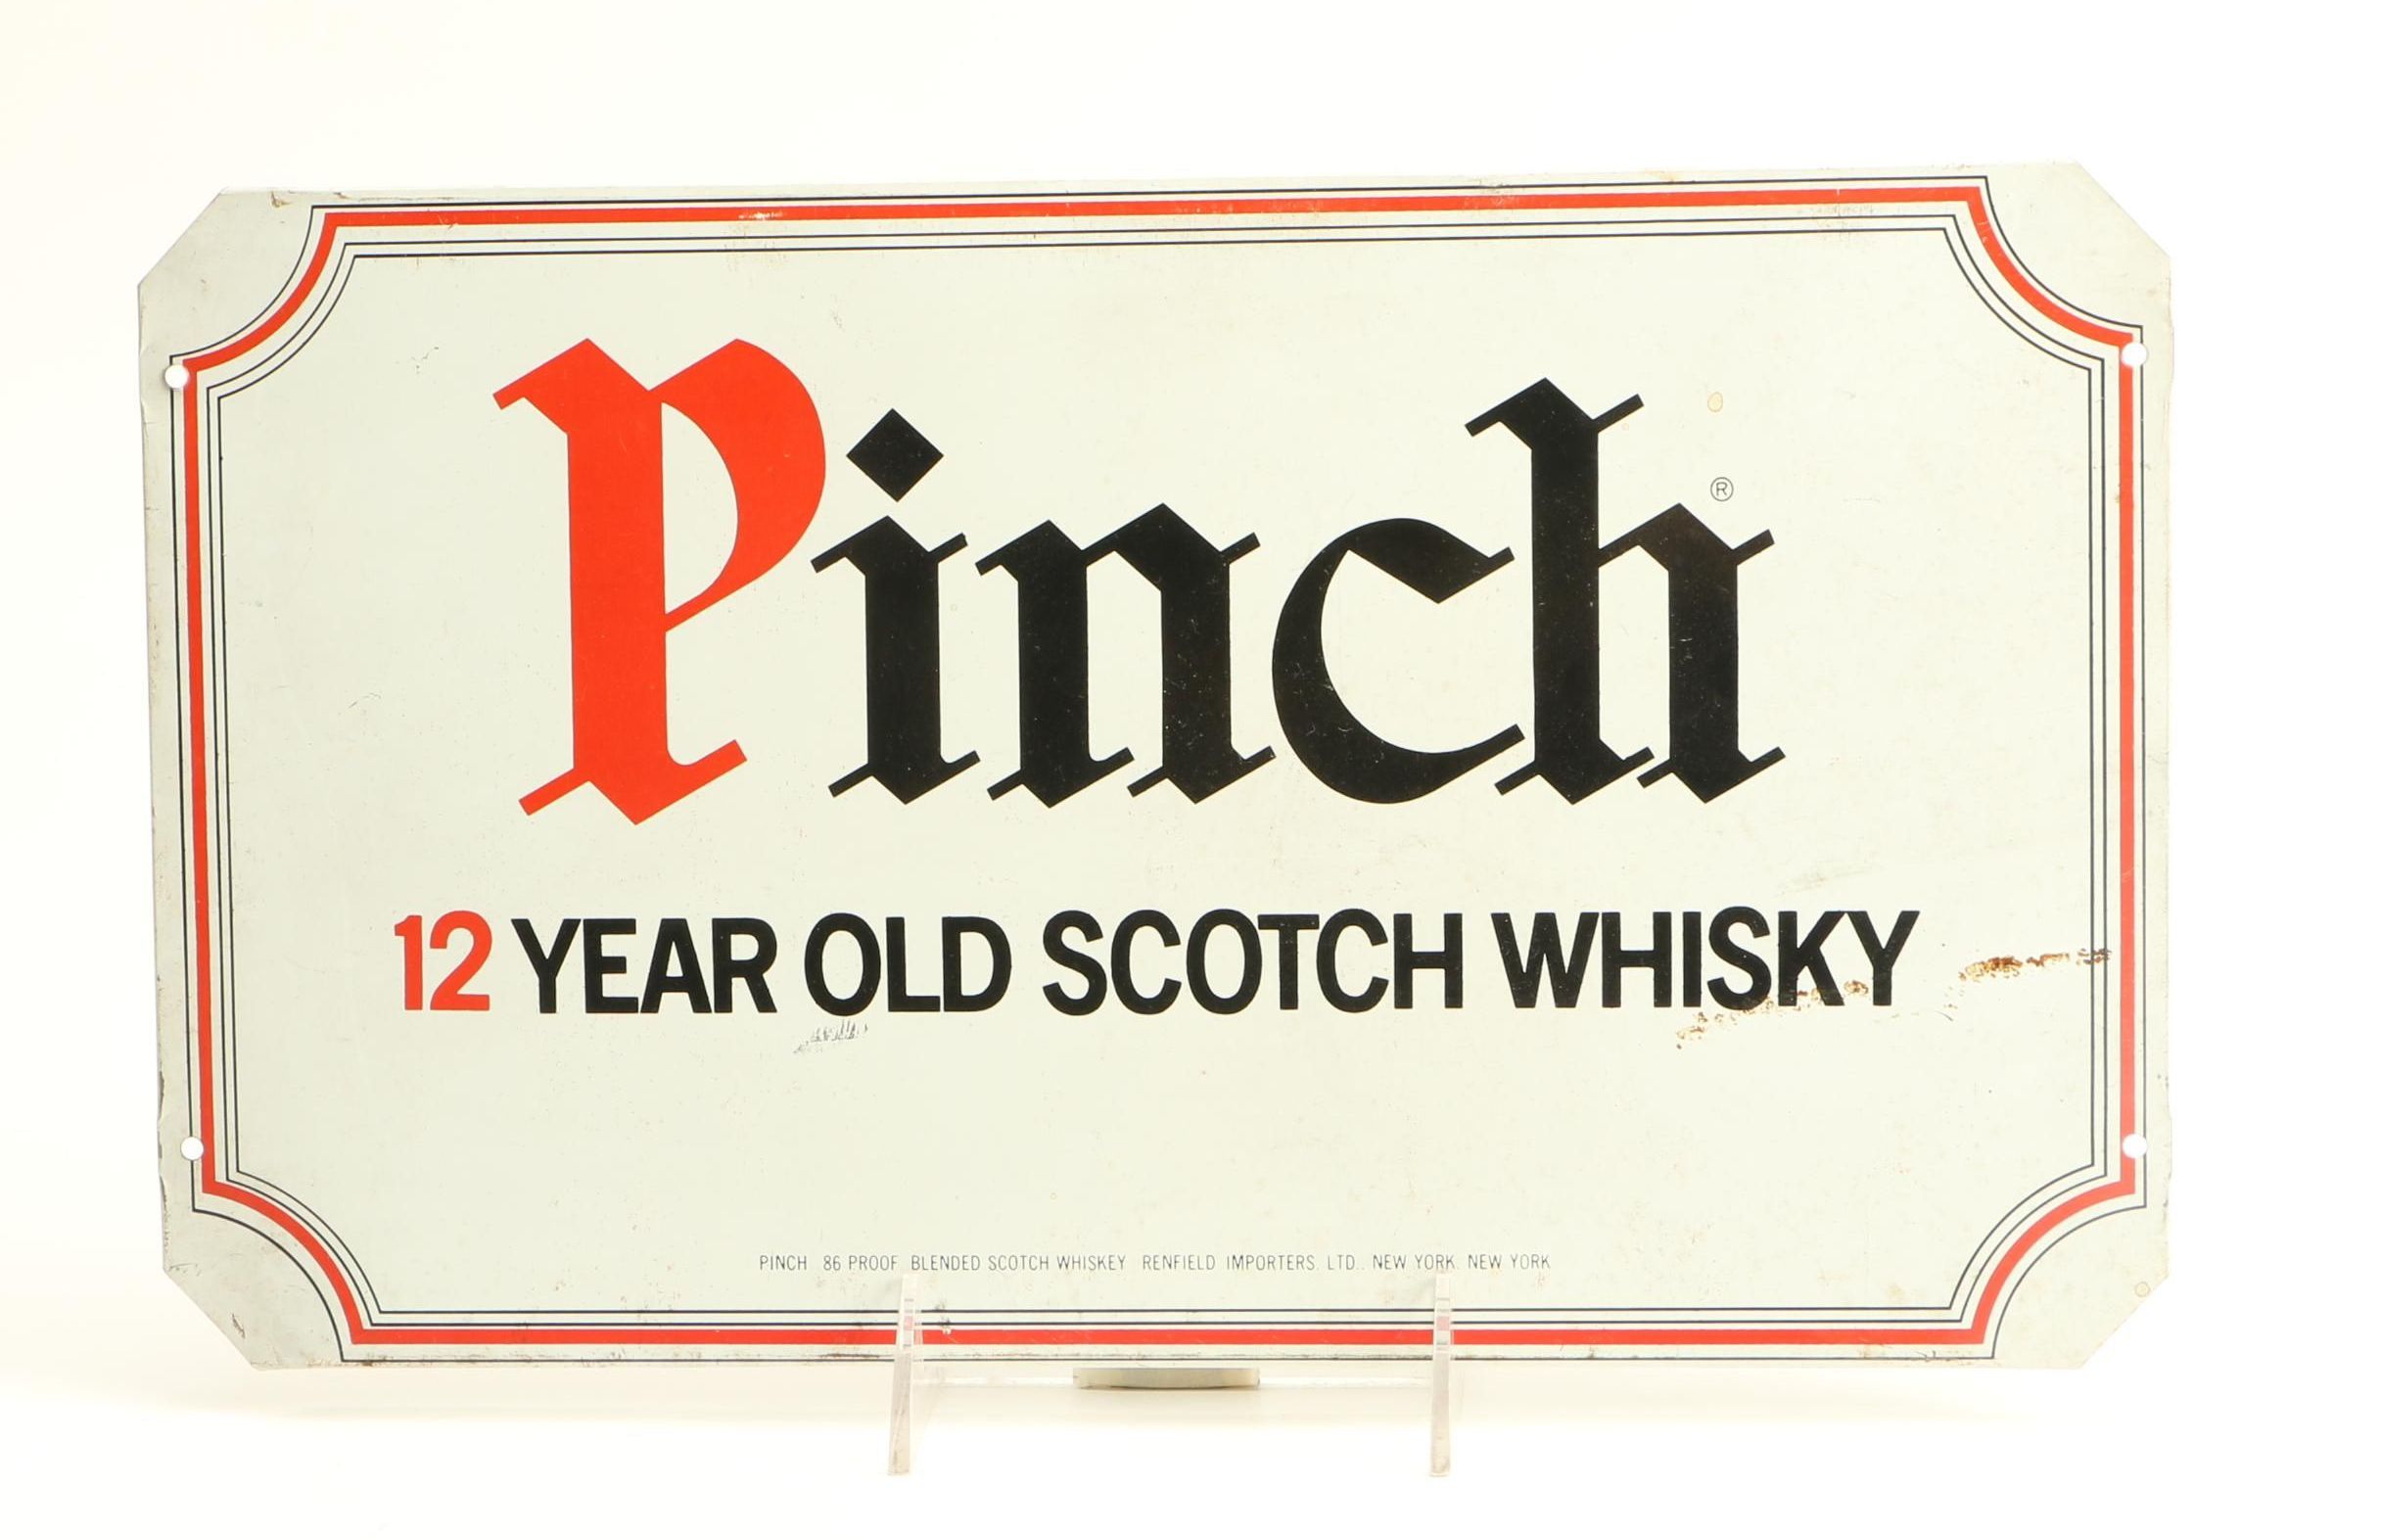 Pinch ®
12 YEAR OLD SCOTCH WHISKY
PINCH 86 PROOF BLENDED SCOTCH WHISKEY RENFIELD IMPORTERS, LTD., NEW YORK, NEW YORK